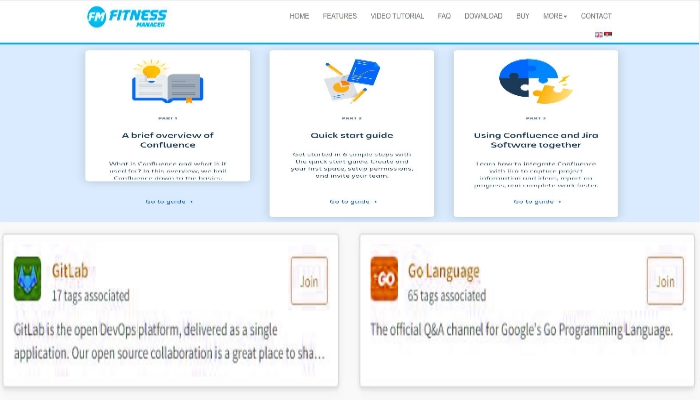 FM FITNESS
MANAGER
HOME FEATURES VIDEO TUTORIAL FAQ DOWNLOAD BUY MORE CONTACT
PART 1
A brief overview of
Confluence
What is Confluence and what is it
used for? In this overview, we boil
Confluence down to the basics.
Go to guide
PART 2
Quick start guide
Get started in 6 simple steps with
the quick start guide. Create and
your first space, setup permissions,
and invite your team.
Go to guide
PART 3
Using Confluence and Jira
Software together
Learn how to integrate Confluence
with Jira to capture project
information and ideas, report on
progress, and complete work faster.
Go to guide
GitLab
17 tags associated
Join
GitLab is the open DevOps platform, delivered as a single
application. Our open source collaboration is a great place to sha...
GO
Go Language
65 tags associated
Join
The official Q&A channel for Google's Go Programming Language.